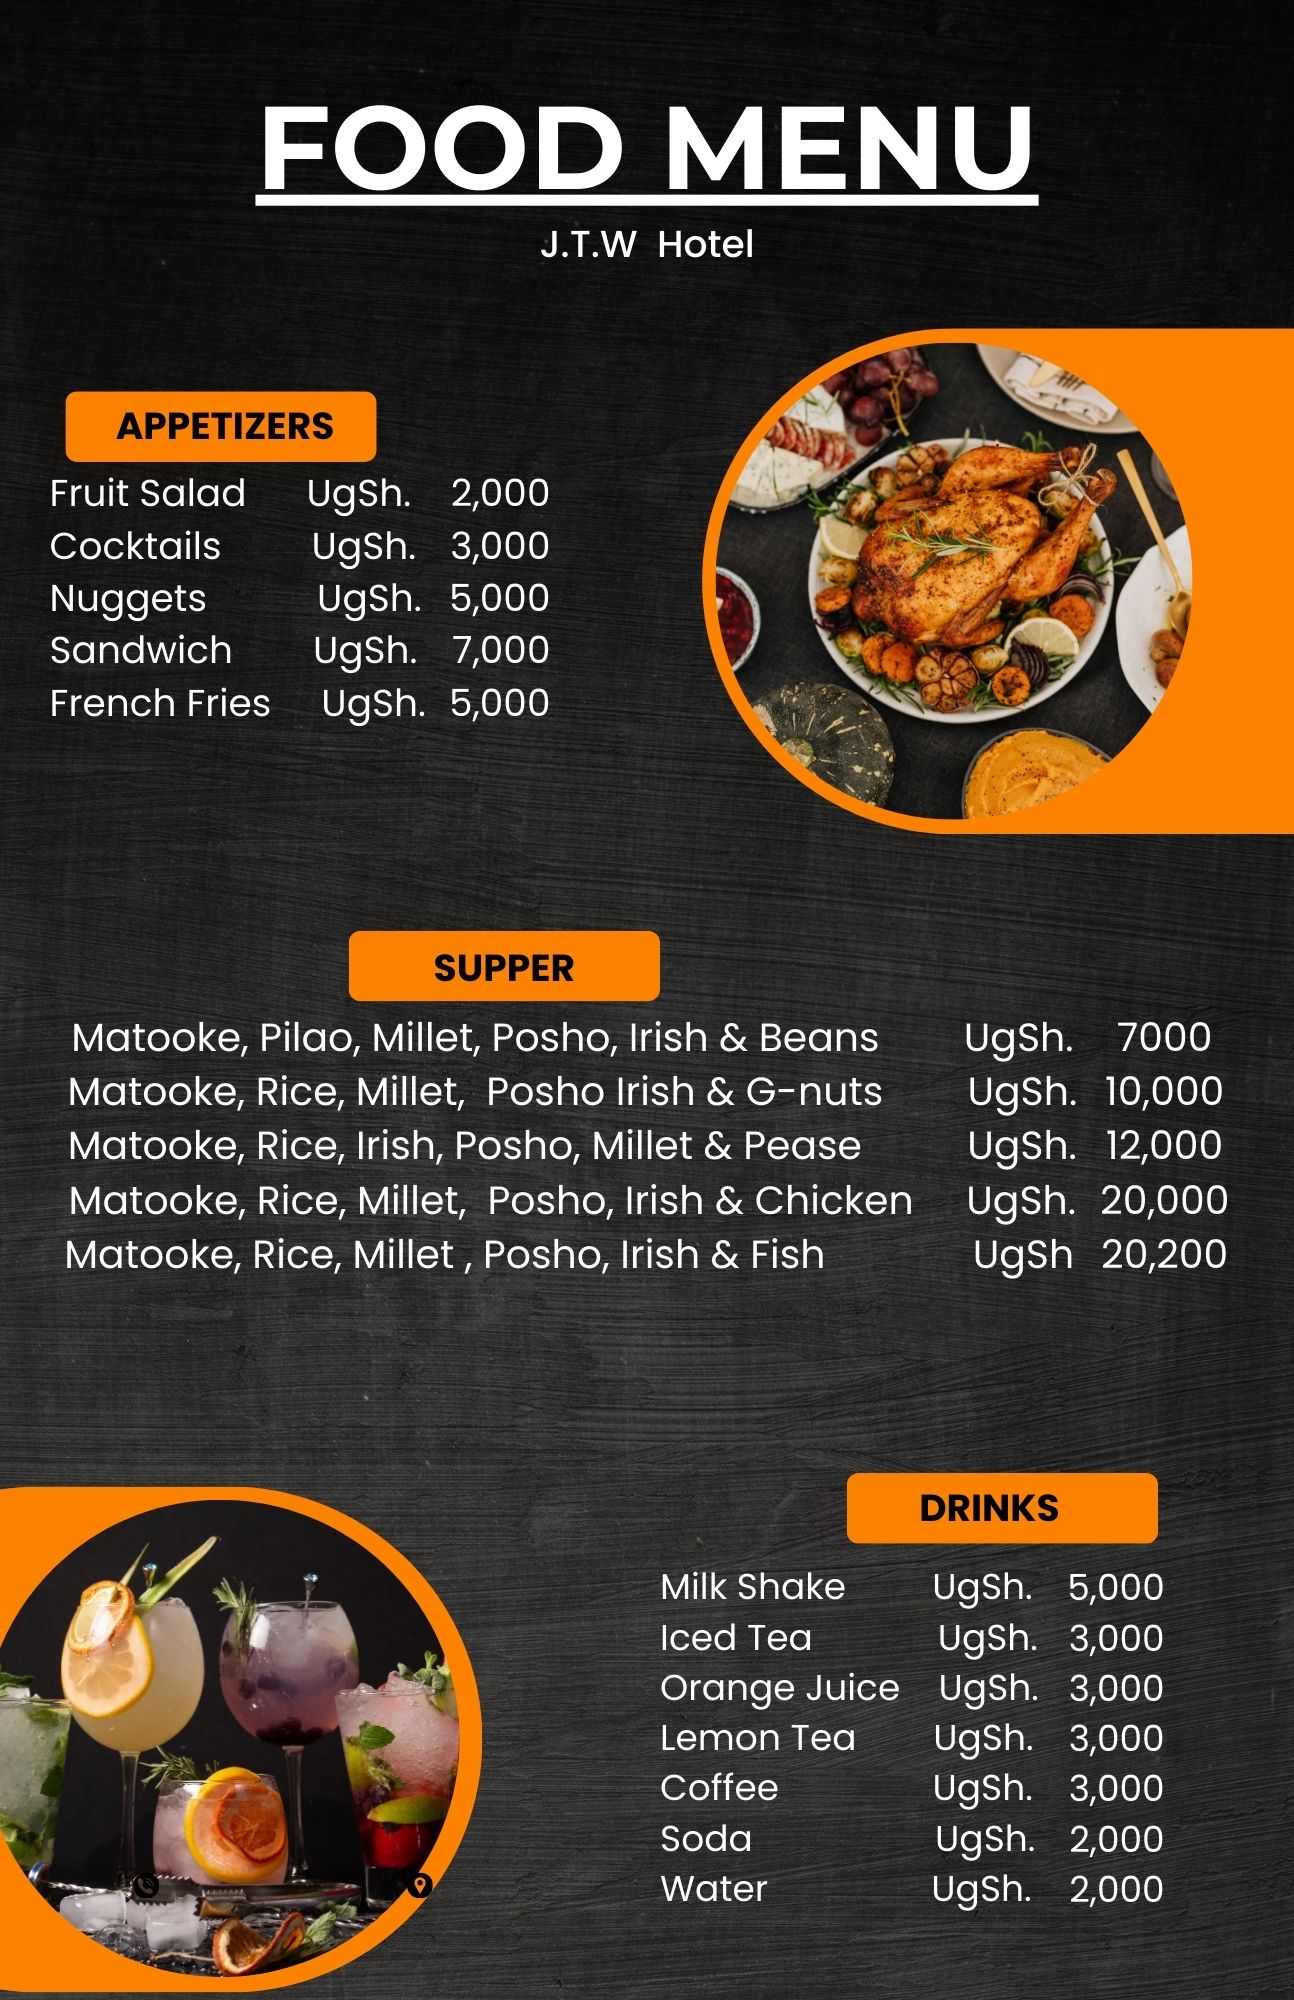 FOOD MENU
J.T.W Hotel
APPETIZERS
Fruit Salad UgSh. 2,000
Cocktails UgSh. 3,000
Nuggets UgSh. 5,000
Sandwich UgSh. 7,000
French Fries UgSh. 5,000
SUPPER
Matooke, Pilao, Millet, Posho, Irish & Beans UgSh. 7000
Matooke, Rice, Millet, Posho Irish & G-nuts UgSh. 10,000
Matooke, Rice, Irish, Posho, Millet & Pease UgSh. 12,000
Matooke, Rice, Millet, Posho, Irish & Chicken UgSh. 20,000
Matooke, Rice, Millet , Posho, Irish & Fish UgSh 20,200
DRINKS
Milk Shake UgSh. 5,000
Iced Tea UgSh. 3,000
Orange Juice UgSh. 3,000
Lemon Tea UgSh. 3,000
Coffee UgSh. 3,000
Soda UgSh. 2,000
Water UgSh. 2,000